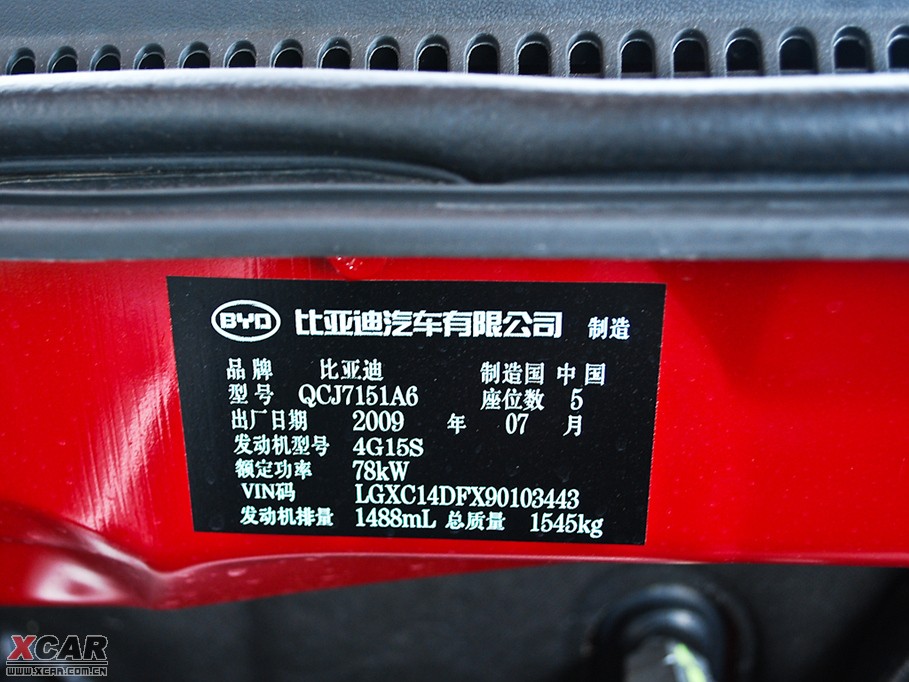 BYD 比亚迪汽车有限公司 制造
品牌 比亚迪 制造国 中国
型号 QCJ7151A6 座位数 5
出厂日期 2009 年 07 月
发动机型号 4G15S
额定功率 78kW
VIN码 LGXC14DFX90103443
发动机排量 1488mL 总质量 1545kg
XCAR
WWW.XCAR.COM.CN